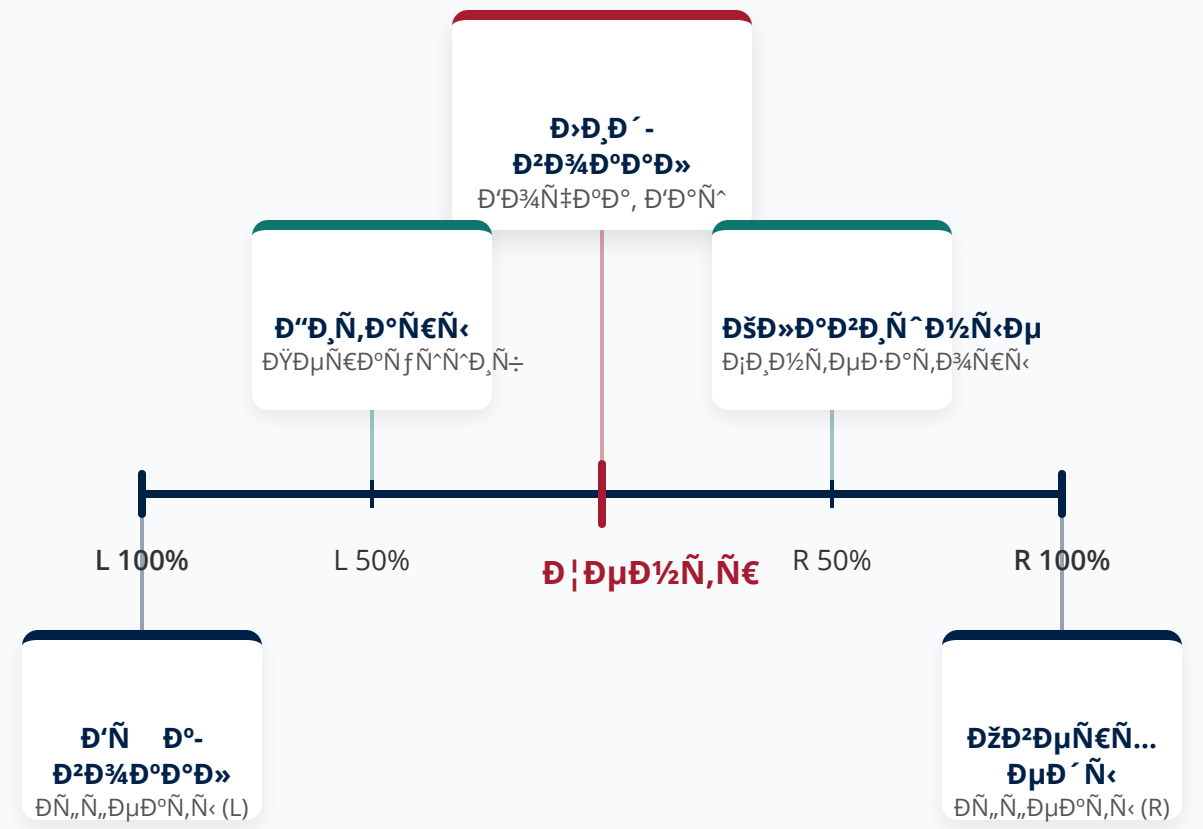 Ð›Ð¸Ð´-
Ð²Ð¾ÐºÐ°Ð»
Ð‘Ð¾Ñ‡ÐºÐ°, Ð‘Ð°Ñˆ
Ð“Ð¸Ñ‚Ð°Ñ€Ñ‹
ÐŸÐµÑ€ÐºÑƒÑˆÑˆÐ¸Ñ÷
ÐšÐ»Ð°Ð²Ð¸ÑˆÐ½Ñ‹Ðµ
Ð¡Ð¸Ð½Ñ‚ÐµÐ·Ð°Ñ‚Ð¾Ñ€Ñ‹
L 100%
L 50%
Ð¦ÐµÐ½Ñ‚Ñ€
R 50%
R 100%
Ð‘Ñ Ðº-
Ð²Ð¾ÐºÐ°Ð»
ÐÑ„Ñ„ÐµÐºÑ‚Ñ‹ (L)
ÐžÐ²ÐµÑ€Ñ…
ÐµÐ´Ñ‹
ÐÑ„Ñ„ÐµÐºÑ‚Ñ‹ (R)